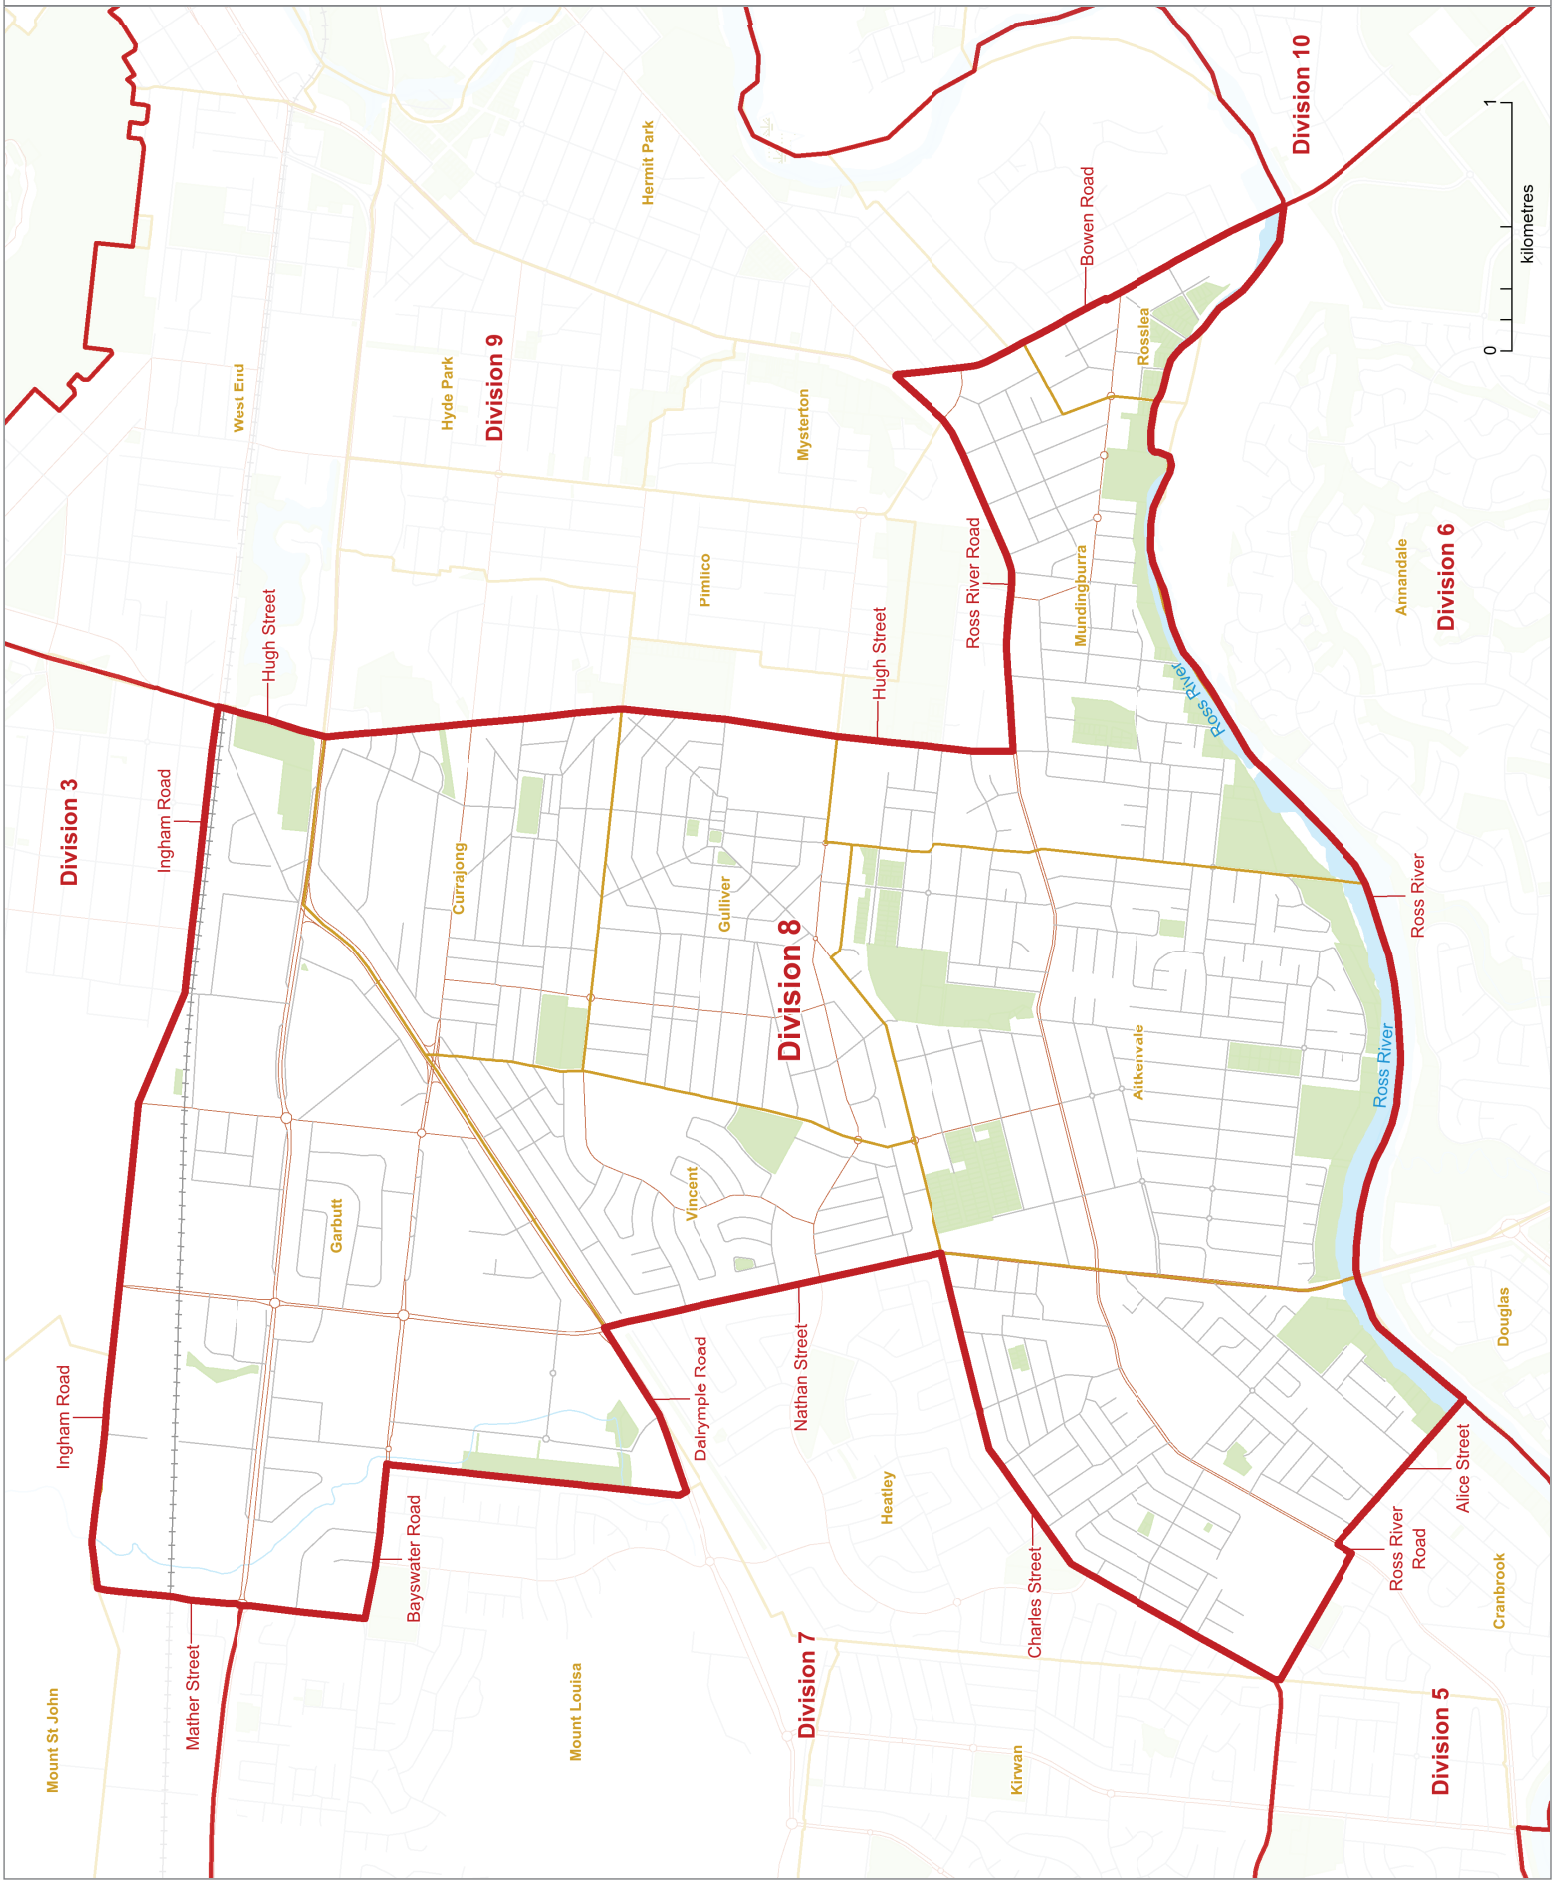 Mount St John
Mather Street
Ingham Road
Ingham Road
Division 3
Hugh Street
West End
Garbutt
Bayswater Road
Currajong
Hyde Park
Division 9
Mount Louisa
Hermit Park
Dalrymple Road
Vincent
Gulliver
Pimlico
Mysterton
Division 7
Nathan Street
Division 8
Hugh Street
Heatley
Ross River Road
Kirwan
Charles Street
Bowen Road
Mundingburra
Rosslea
Aitkenvale
Ross River
Division 10
Ross River
Ross River
Road
Ross River
Annandale
Division 6
Division 5
Alice Street
Cranbrook
Douglas
0
1
kilometres